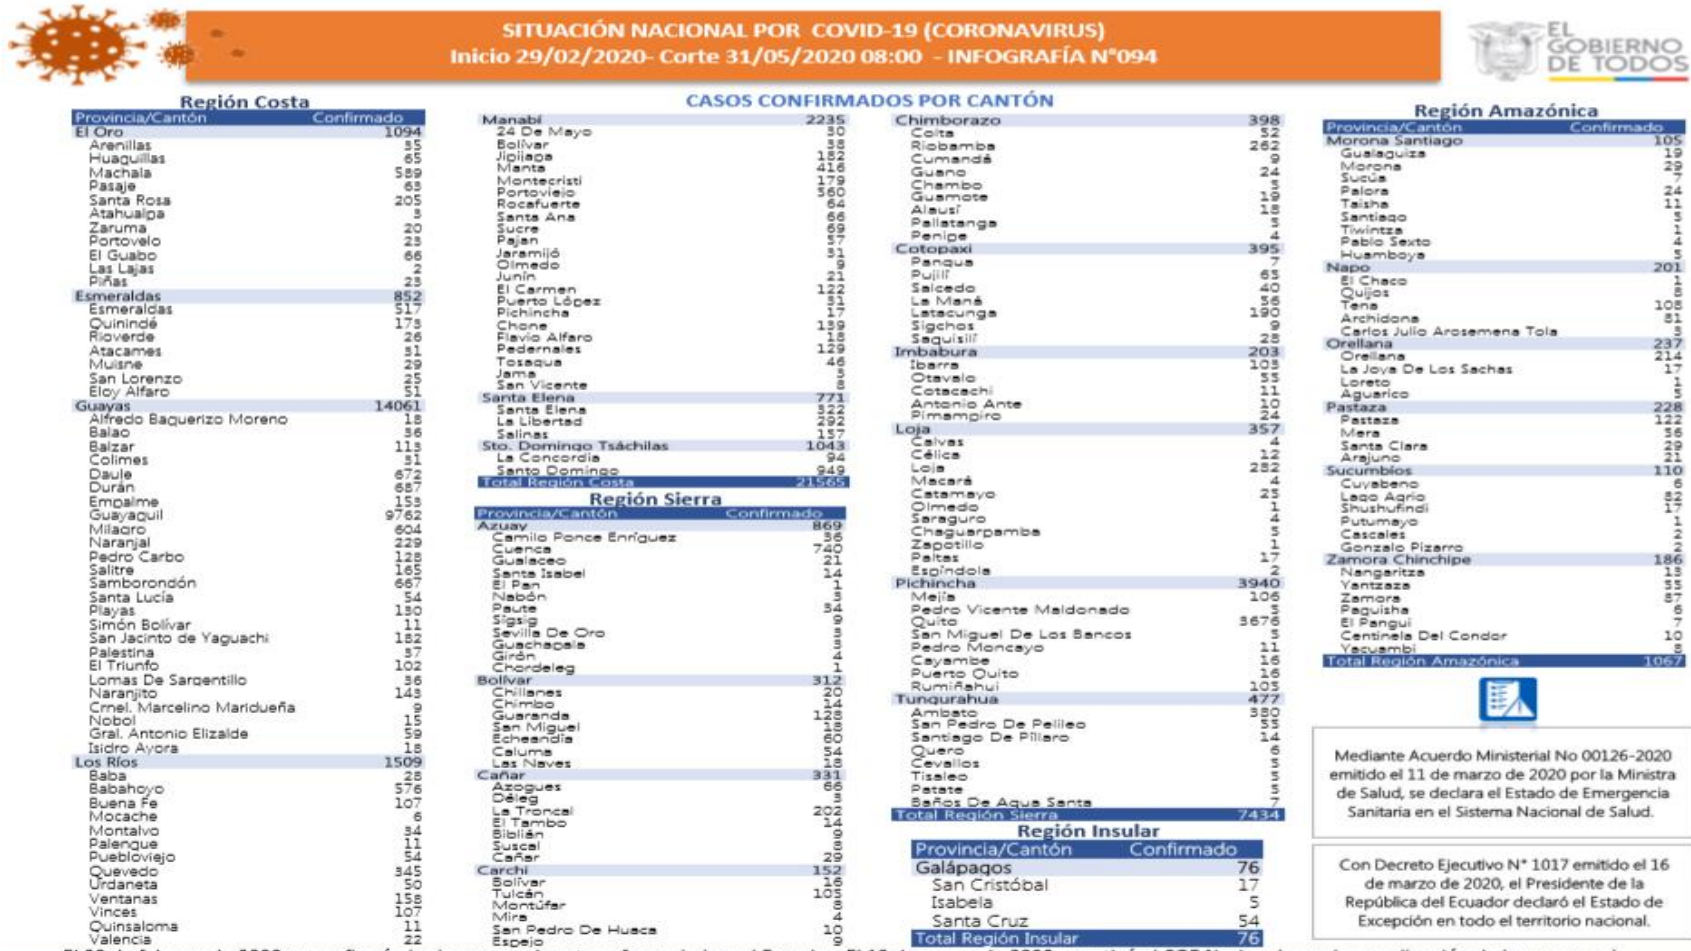 SITUACIÓN NACIONAL POR COVID-19 (CORONAVIRUS)
Inicio 29/02/2020- Corte 31/05/2020 08:00 - INFOGRAFÍA N°094
EL
GOBIERNO
DE TODOS
CASOS CONFIRMADOS POR CANTÓN
Región Costa
Provincia/Cantón Confirmado
El Oro 1094
Arenillas 35
Huaquillas 65
Machala 589
Pasaje 63
Santa Rosa 205
Atahualpa 3
Zaruma 20
Portovelo 23
El Guabo 66
Las Lajas 2
Piñas 23
Esmeraldas 852
Esmeraldas 517
Quinindé 173
Rioverde 26
Atacames 31
Muisne 29
San Lorenzo 25
Eloy Alfaro 51
Guayas 14061
Alfredo Baquerizo Moreno 18
Balao 36
Balzar 113
Colimes 31
Daule 672
Durán 687
Empalme 153
Guayaquil 9762
Milagro 604
Naranjal 229
Pedro Carbo 128
Salitre 165
Samborondón 667
Santa Lucía 54
Playas 130
Simón Bolívar 11
San Jacinto de Yaguachi 182
Palestina 37
El Triunfo 102
Lomas De Sargentillo 36
Naranjito 143
Crnel. Marcelino Maridueña 9
Nobol 15
Gral. Antonio Elizalde 59
Isidro Ayora 18
Los Ríos 1509
Baba 28
Babahoyo 576
Buena Fe 107
Mocache 6
Montalvo 34
Palenque 11
Puebloviejo 54
Quevedo 345
Urdaneta 50
Ventanas 158
Vinces 107
Quinsaloma 11
Valencia 22
Manabí 2235
24 De Mayo 30
Bolívar 38
Jipijapa 182
Manta 416
Montecristi 179
Portoviejo 560
Rocafuerte 64
Santa Ana 66
Sucre 69
Pajan 57
Jaramijó 31
Olmedo 9
Junín 21
El Carmen 122
Puerto López 31
Pichincha 17
Chone 139
Flavio Alfaro 18
Pedernales 129
Tosagua 46
Jama 3
San Vicente 8
Santa Elena 771
Santa Elena 322
La Libertad 292
Salinas 157
Sto. Domingo Tsáchilas 1043
La Concordia 94
Santo Domingo 949
Total Región Costa 21565
Región Sierra
Provincia/Cantón Confirmado
Azuay 869
Camilo Ponce Enríquez 36
Cuenca 740
Gualaceo 21
Santa Isabel 14
El Pan 1
Nabón 3
Paute 34
Sigsig 9
Sevilla De Oro 3
Guachapala 3
Girón 4
Chordeleg 1
Bolívar 312
Chillanes 20
Chimbo 14
Guaranda 128
San Miguel 18
Echeandía 60
Caluma 54
Las Naves 18
Cañar 331
Azogues 66
Déleg 3
La Troncal 202
El Tambo 14
Biblián 9
Suscal 8
Cañar 29
Carchi 152
Bolívar 16
Tulcán 105
Montúfar 8
Mira 4
San Pedro De Huaca 10
Espejo 9
Chimborazo 398
Colta 52
Riobamba 262
Cumandá 9
Guano 24
Chambo 5
Guamote 19
Alausí 18
Pallatanga 5
Penipe 4
Cotopaxi 395
Pangua 7
Pujilí 65
Salcedo 40
La Maná 56
Latacunga 190
Sigchos 9
Saquisilí 28
Imbabura 203
Ibarra 103
Otavalo 55
Cotacachi 11
Antonio Ante 10
Pimampiro 24
Loja 357
Calvas 4
Célica 12
Loja 282
Macará 4
Catamayo 25
Olmedo 1
Saraguro 4
Chaguarpamba 5
Zapotillo 1
Paltas 17
Espíndola 2
Pichincha 3940
Mejía 106
Pedro Vicente Maldonado 5
Quito 3676
San Miguel De Los Bancos 5
Pedro Moncayo 11
Cayambe 16
Puerto Quito 16
Rumiñahui 105
Tungurahua 477
Ambato 380
San Pedro De Pelileo 55
Santiago De Píllaro 14
Quero 6
Cevallos 5
Tisaleo 5
Patate 5
Baños De Agua Santa 7
Total Región Sierra 7434
Región Insular
Provincia/Cantón Confirmado
Galápagos 76
San Cristóbal 17
Isabela 5
Santa Cruz 54
Total Región Insular 76
Región Amazónica
Provincia/Cantón Confirmado
Morona Santiago 105
Gualaquiza 19
Morona 29
Sucúa 7
Palora 24
Taisha 11
Santiago 5
Tiwintza 1
Pablo Sexto 4
Huamboya 5
Napo 201
El Chaco 1
Quijos 8
Tena 108
Archidona 81
Carlos Julio Arosemena Tola 3
Orellana 237
Orellana 214
La Joya De Los Sachas 17
Loreto 1
Aguarico 5
Pastaza 228
Pastaza 122
Mera 56
Santa Clara 29
Arajuno 21
Sucumbíos 110
Cuyabeno 6
Lago Agrio 82
Shushufindi 17
Putumayo 1
Cascales 2
Gonzalo Pizarro 2
Zamora Chinchipe 186
Nangaritza 13
Yantzaza 55
Zamora 87
Paquisha 6
El Pangui 7
Centinela Del Condor 10
Yacuambi 8
Total Región Amazónica 1067
Mediante Acuerdo Ministerial No 00126-2020
emitido el 11 de marzo de 2020 por la Ministra
de Salud, se declara el Estado de Emergencia
Sanitaria en el Sistema Nacional de Salud.
Con Decreto Ejecutivo N° 1017 emitido el 16
de marzo de 2020, el Presidente de la
República del Ecuador declaró el Estado de
Excepción en todo el territorio nacional.